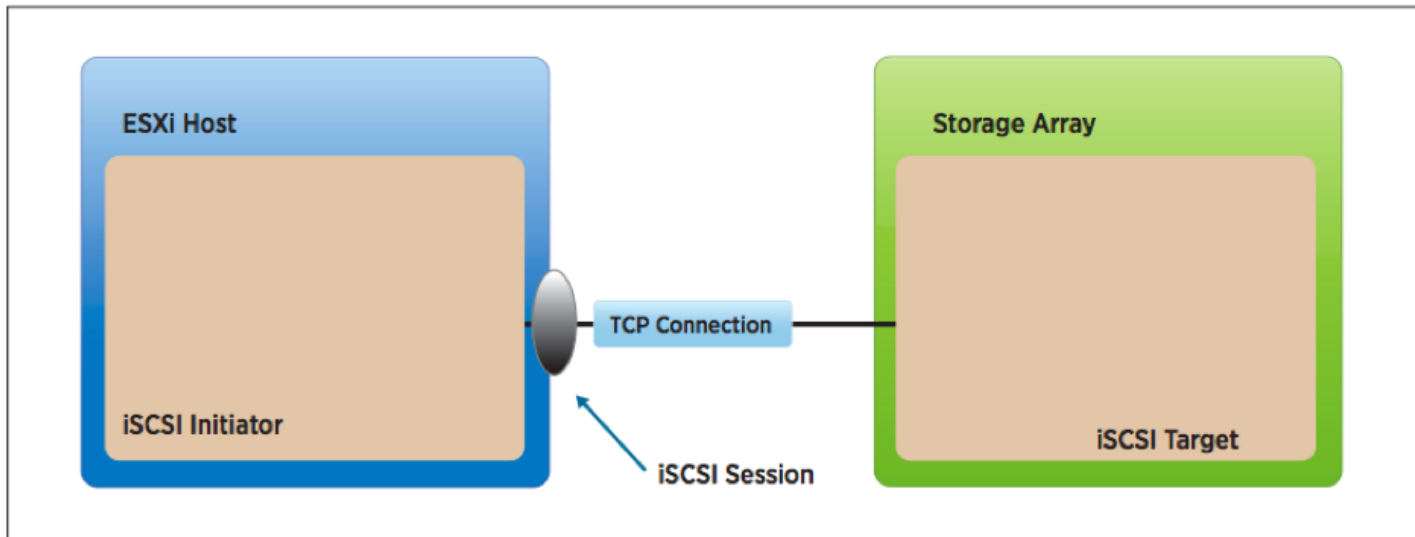 ESXi Host
Storage Array
TCP Connection
iSCSI Initiator
iSCSI Target
iSCSI Session